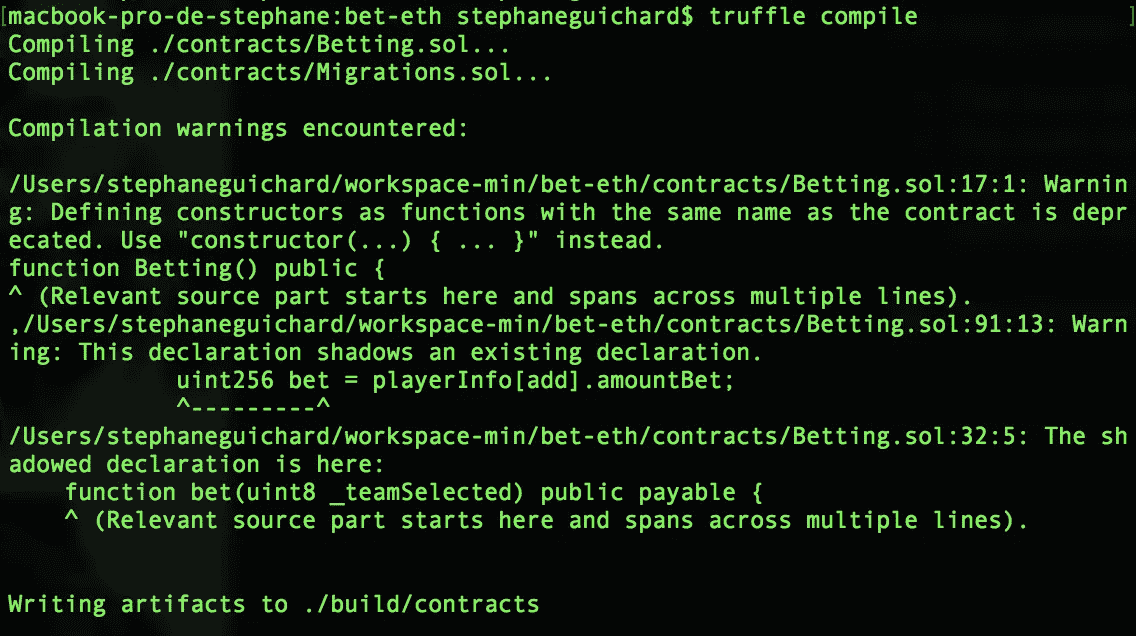 [macbook-pro-de-stephane:bet-eth stephaneguichard$ truffle compile ]
Compiling ./contracts/Betting.sol...
Compiling ./contracts/Migrations.sol...
Compilation warnings encountered:
/Users/stephaneguichard/workspace-min/bet-eth/contracts/Betting.sol:17:1: Warnin
g: Defining constructors as functions with the same name as the contract is depr
ecated. Use "constructor(...) { ... }" instead.
function Betting() public {
^ (Relevant source part starts here and spans across multiple lines).
,/Users/stephaneguichard/workspace-min/bet-eth/contracts/Betting.sol:91:13: Warn
ing: This declaration shadows an existing declaration.
            uint256 bet = playerInfo[add].amountBet;
            ^---------^
/Users/stephaneguichard/workspace-min/bet-eth/contracts/Betting.sol:32:5: The sh
adowed declaration is here:
    function bet(uint8 _teamSelected) public payable {
    ^ (Relevant source part starts here and spans across multiple lines).
Writing artifacts to ./build/contracts